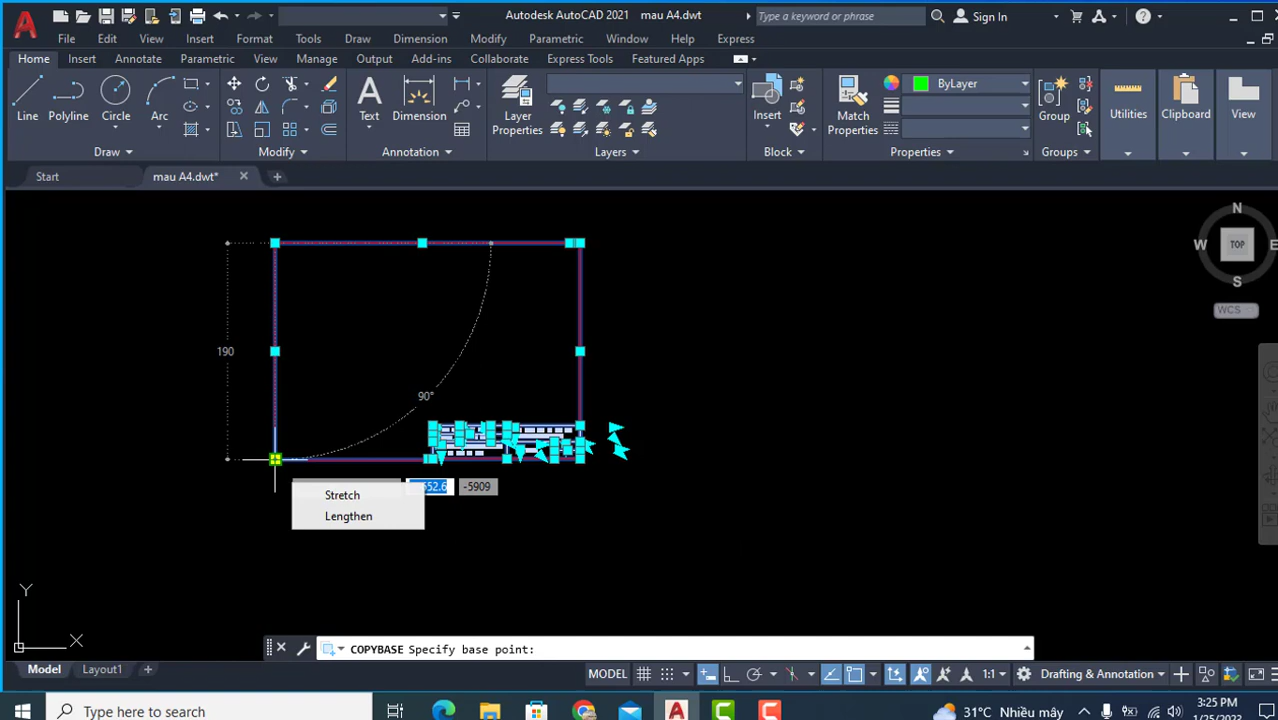 Autodesk AutoCAD 2021 mau A4.dwt
Type a keyword or phrase
Sign In
File Edit View Insert Format Tools Draw Dimension Modify Parametric Window Help Express
Home Insert Annotate Parametric View Manage Output Add-ins Collaborate Express Tools Featured Apps
Line Polyline Circle Arc
Text Dimension
Layer Properties
Insert
Match Properties
ByLayer
Group
Utilities
Clipboard
View
Draw Modify Annotation Layers Block Properties Groups
Start mau A4.dwt*
N
W TOP E
S
WCS
190
90°
-5909
Stretch
Lengthen
Y
X
COPYBASE Specify base point:
Model Layout1
MODEL 1:1 Drafting & Annotation
Type here to search
31°C Nhiều mây
3:25 PM